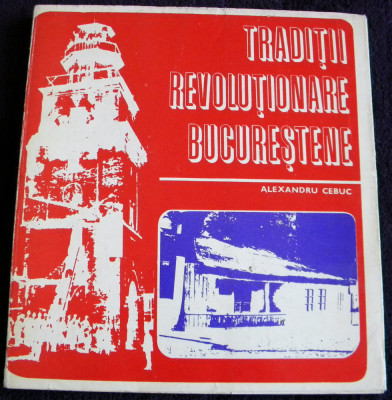 TRADIȚII
REVOLUȚIONARE
BUCUREȘTENE
ALEXANDRU CEBUC